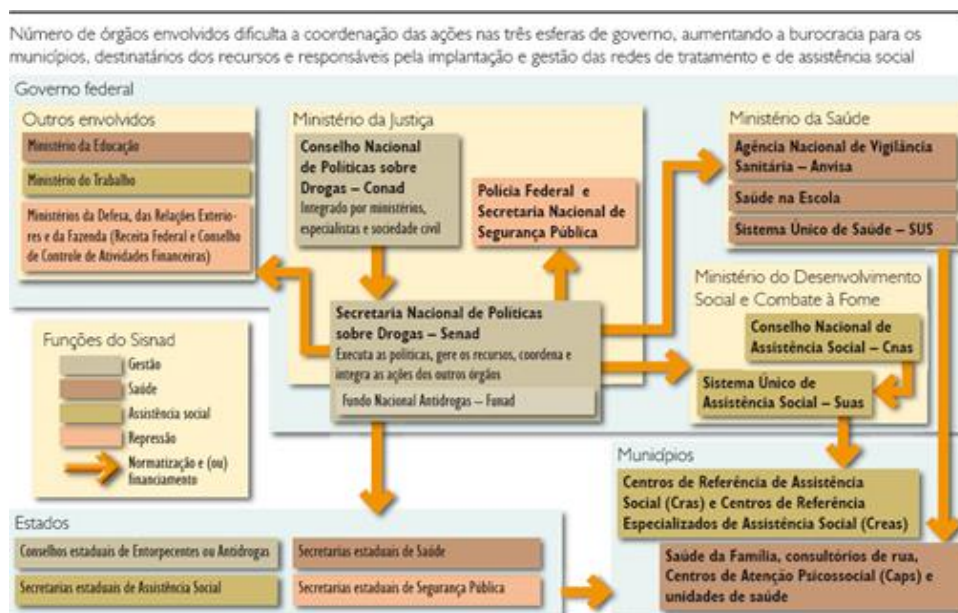 Número de órgãos envolvidos dificulta a coordenação das ações nas três esferas de governo, aumentando a burocracia para os
municípios, destinatários dos recursos e responsáveis pela implantação e gestão das redes de tratamento e de assistência social
Governo federal
Outros envolvidos
Ministério da Educação
Ministério do Trabalho
Ministérios da Defesa, das Relações Exterio-
res e da Fazenda (Receita Federal e Conselho
de Controle de Atividades Financeiras)
Ministério da Justiça
Conselho Nacional
de Políticas sobre
Drogas – Conad
Integrado por ministérios,
especialistas e sociedade civil
Polícia Federal e
Secretaria Nacional de
Segurança Pública
Secretaria Nacional de Políticas
sobre Drogas – Senad
Executa as políticas, gere os recursos, coordena e
integra as ações dos outros órgãos
Fundo Nacional Antidrogas – Funad
Ministério da Saúde
Agência Nacional de Vigilância
Sanitária – Anvisa
Saúde na Escola
Sistema Único de Saúde – SUS
Ministério do Desenvolvimento
Social e Combate à Fome
Conselho Nacional de
Assistência Social – Cnas
Sistema Único de
Assistência Social – Suas
Funções do Sisnad
Gestão
Saúde
Assistência social
Repressão
Normatização e (ou)
financiamento
Estados
Conselhos estaduais de Entorpecentes ou Antidrogas
Secretarias estaduais de Saúde
Secretarias estaduais de Assistência Social
Secretarias estaduais de Segurança Pública
Municípios
Centros de Referência de Assistência
Social (Cras) e Centros de Referência
Especializados de Assistência Social (Creas)
Saúde da Família, consultórios de rua,
Centros de Atenção Psicossocial (Caps) e
unidades de saúde